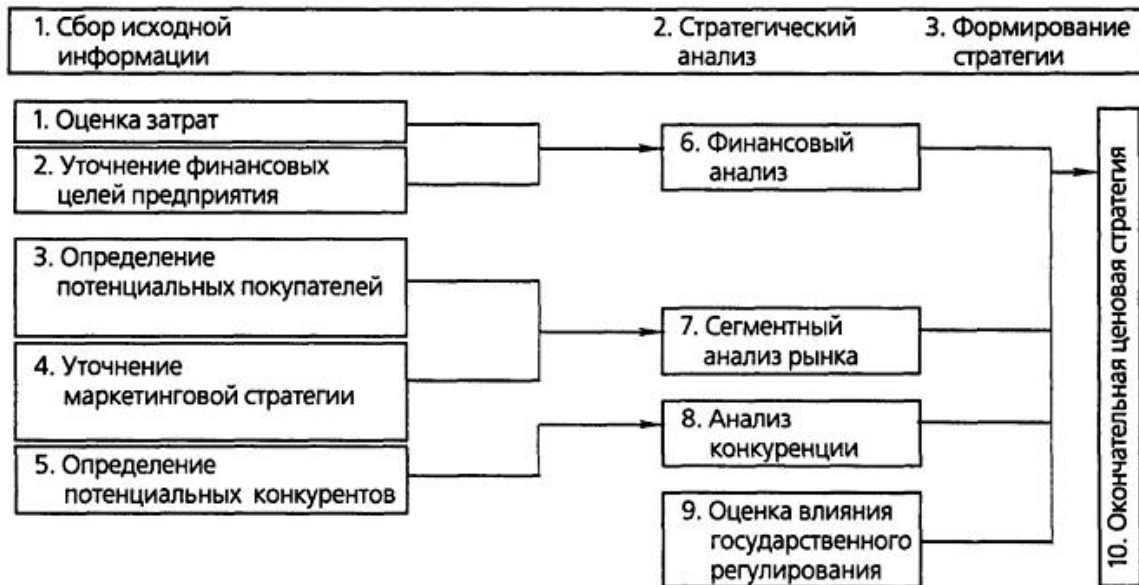 1. Сбор исходной
информации
2. Стратегический
анализ
3. Формирование
стратегии
1. Оценка затрат
2. Уточнение финансовых
целей предприятия
3. Определение
потенциальных покупателей
4. Уточнение
маркетинговой стратегии
5. Определение
потенциальных конкурентов
6. Финансовый
анализ
7. Сегментный
анализ рынка
8. Анализ
конкуренции
9. Оценка влияния
государственного
регулирования
10. Окончательная ценовая стратегия